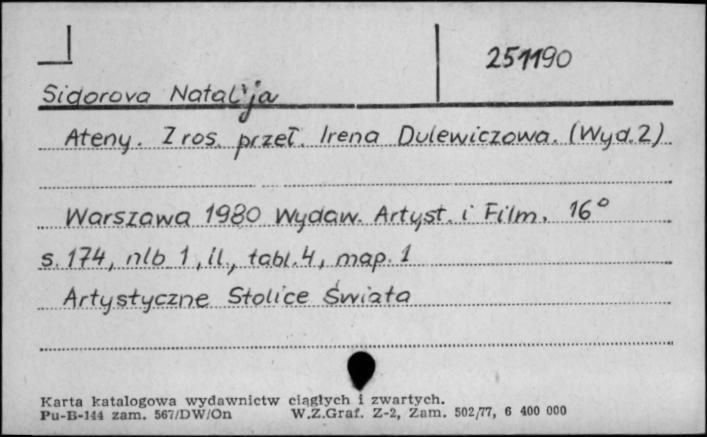 251190
Sidorova Natal'ja
Ateny. Z ros. przeł. Irena Dulewiczowa. (Wyd. 2)
Warszawa 1980 Wydaw. Artyst. i Film. 16°
s. 174, nlb 1, il., tabl. 4, map. 1
Artystyczne Stolice Świata
Karta katalogowa wydawnictw ciągłych i zwartych.
Pu-B-144 zam. 567/DW/On W.Z.Graf. Z-2, Zam. 502/77, 6 400 000